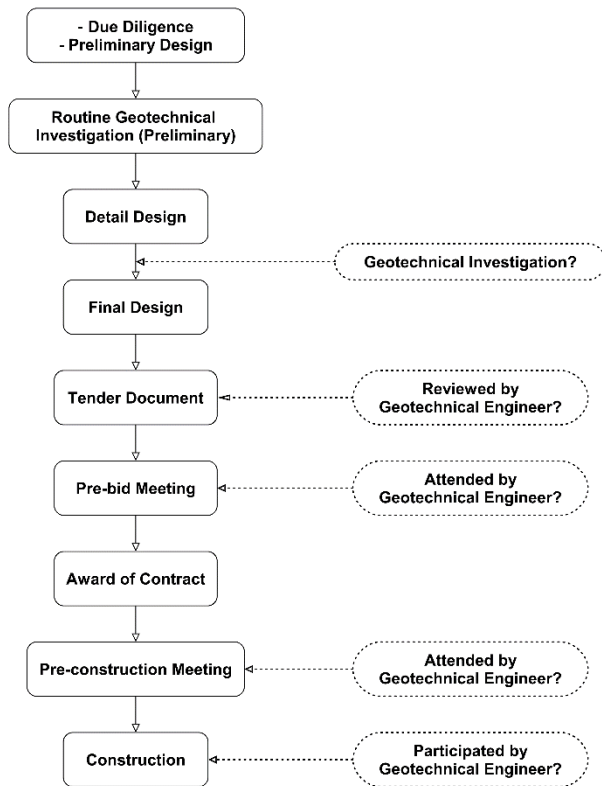 - Due Diligence
- Preliminary Design
Routine Geotechnical
Investigation (Preliminary)
Detail Design
Geotechnical Investigation?
Final Design
Tender Document
Reviewed by
Geotechnical Engineer?
Pre-bid Meeting
Attended by
Geotechnical Engineer?
Award of Contract
Pre-construction Meeting
Attended by
Geotechnical Engineer?
Construction
Participated by
Geotechnical Engineer?